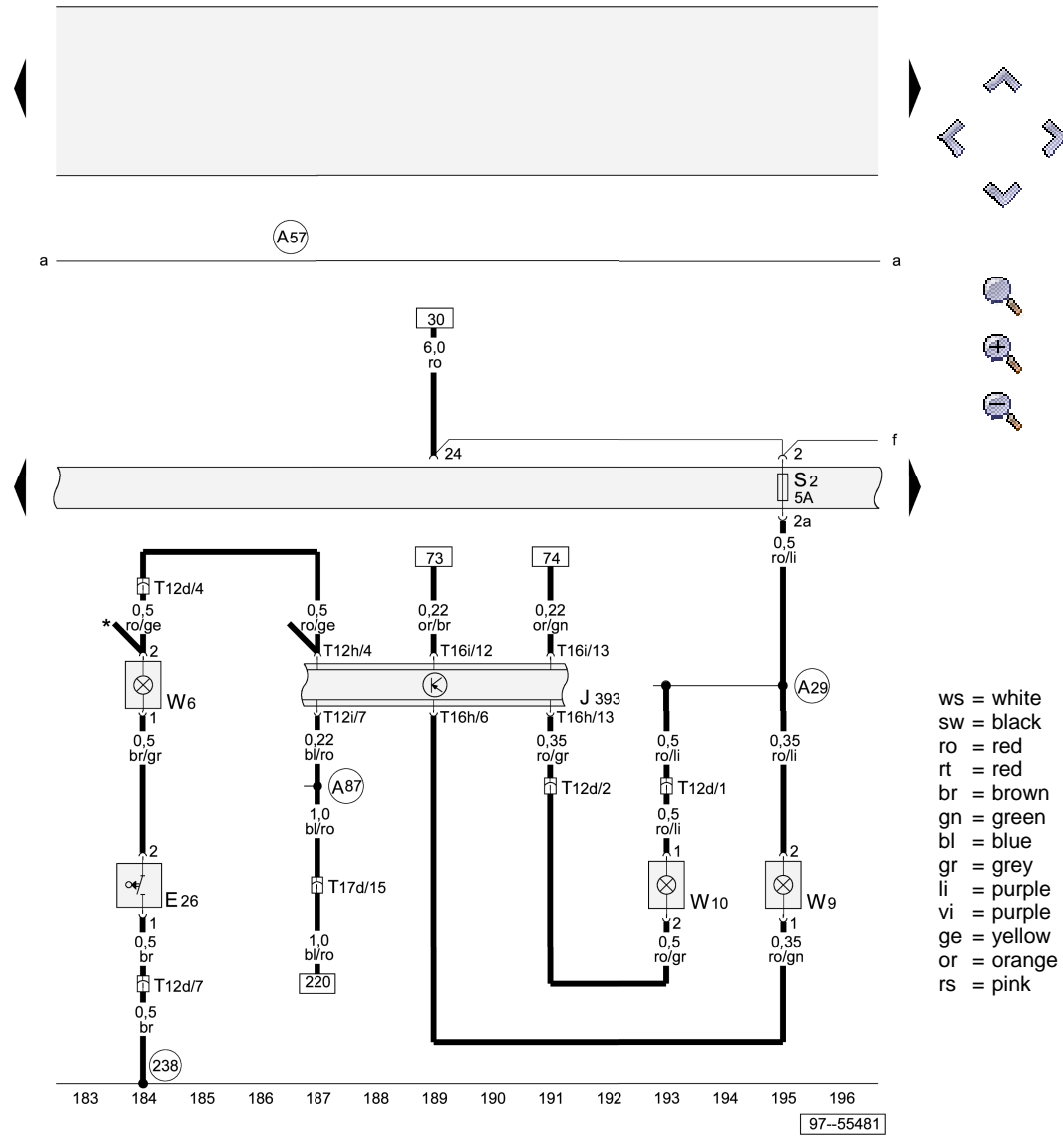 A57
a a
30
6,0
ro
f
24 2
S2
5A
2a
0,5
ro/li
73 74
T12d/4
0,5
ro/ge
0,5
ro/ge
0,22
or/br
0,22
or/gn
*
2 T12h/4 T16i/12 T16i/13
W6
J 393
A29
1 T12i/7 T16h/6 T16h/13
0,5
br/gr
0,22
bl/ro
0,35
ro/gr
0,5
ro/li
0,35
ro/li
A87 T12d/2 T12d/1
1,0
bl/ro
0,5
ro/li
2 1 2
E26 T17d/15 W10 W9
1 2 1
0,5
br
1,0
bl/ro
0,5
ro/gr
0,35
ro/gn
T12d/7 220
0,5
br
238
183 184 185 186 137 188 189 190 191 192 193 194 195 196
97--55481
ws = white
sw = black
ro = red
rt = red
br = brown
gn = green
bl = blue
gr = grey
li = purple
vi = purple
ge = yellow
or = orange
rs = pink